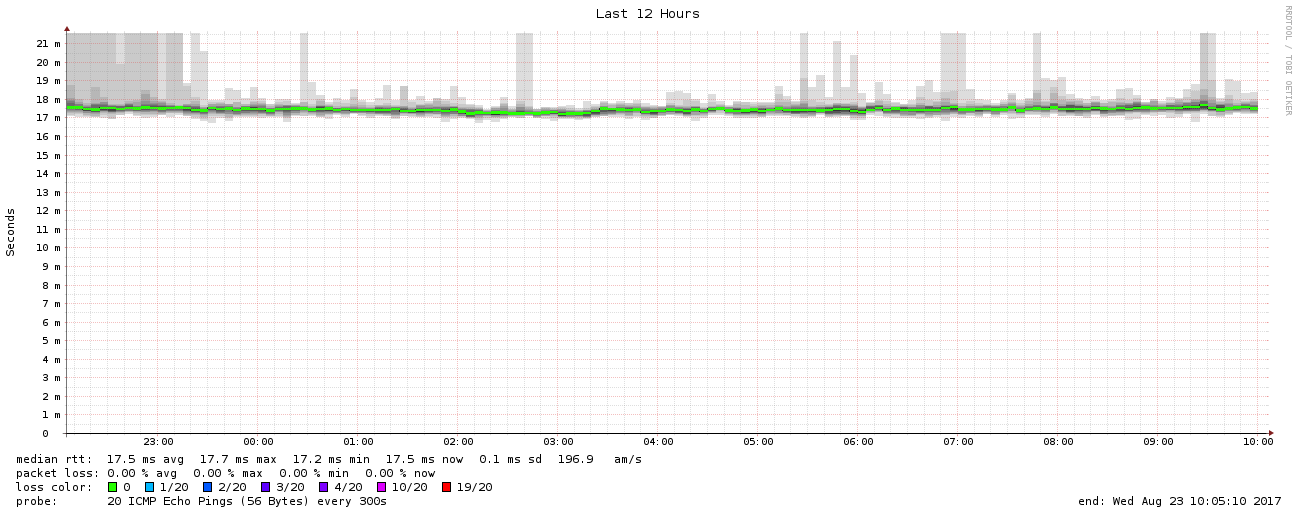 Last 12 Hours
RRDTOOL / TOBI OETIKER
Seconds
21 m
20 m
19 m
18 m
17 m
16 m
15 m
14 m
13 m
12 m
11 m
10 m
9 m
8 m
7 m
6 m
5 m
4 m
3 m
2 m
1 m
0
23:00 00:00 01:00 02:00 03:00 04:00 05:00 06:00 07:00 08:00 09:00 10:00
median rtt: 17.5 ms avg 17.7 ms max 17.2 ms min 17.5 ms now 0.1 ms sd 196.9 am/s
packet loss: 0.00 % avg 0.00 % max 0.00 % min 0.00 % now
loss color: 0 1/20 2/20 3/20 4/20 10/20 19/20
probe: 20 ICMP Echo Pings (56 Bytes) every 300s end: Wed Aug 23 10:05:10 2017